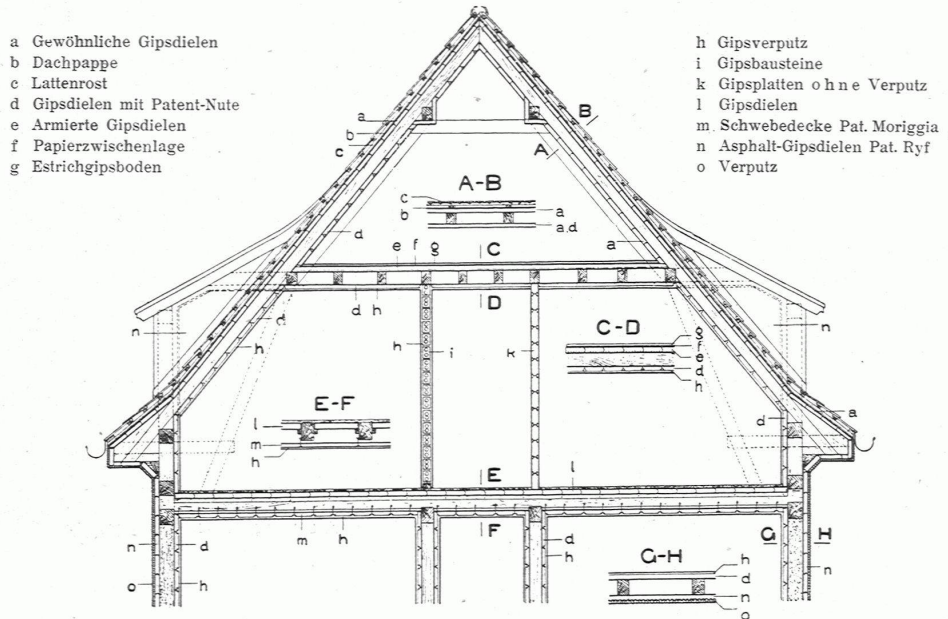 a Gewöhnliche Gipsdielen
b Dachpappe
c Lattenrost
d Gipsdielen mit Patent-Nute
e Armierte Gipsdielen
f Papierzwischenlage
g Estrichgipsboden
h Gipsverputz
i Gipsbausteine
k Gipsplatten ohne Verputz
l Gipsdielen
m Schwebedecke Pat. Moriggia
n Asphalt-Gipsdielen Pat. Ryf
o Verputz
a
b
c
B
A
A-B
c
b
a
a,d
d
a
C
e f g
d h
D
n
d
h
h
i
k
C-D
g
f
e
d
h
n
E-F
l
m
h
d
a
E
l
F
m h
G
H
n
d
o
h
d
h
G-H
h
d
n
o
n